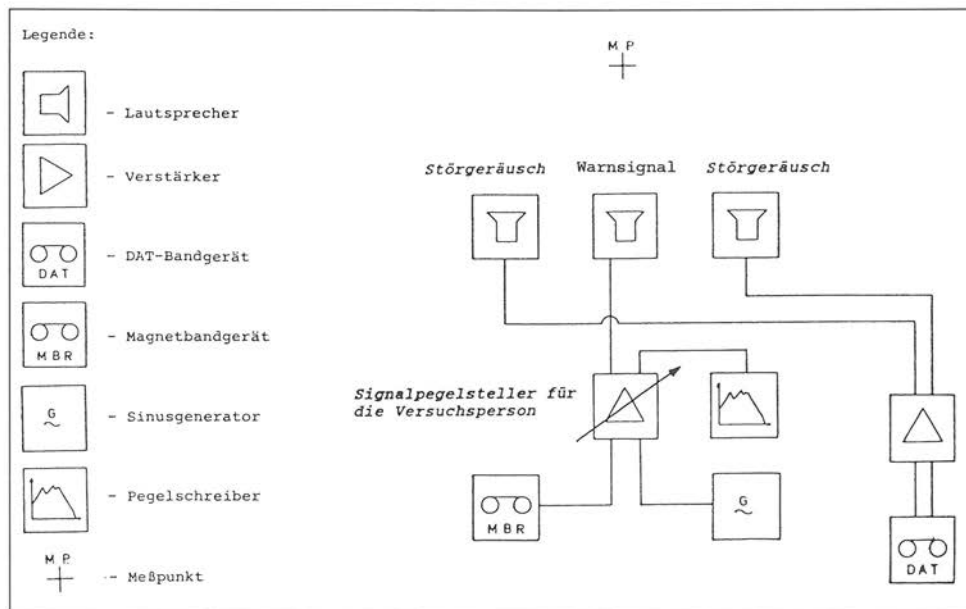 Legende:
- Lautsprecher
- Verstärker
DAT
- DAT-Bandgerät
MBR
- Magnetbandgerät
G
~
- Sinusgenerator
- Pegelschreiber
M P
- Meßpunkt
M P
Störgeräusch
Warnsignal
Störgeräusch
Signalpegelsteller für
die Versuchsperson
MBR
G
~
DAT